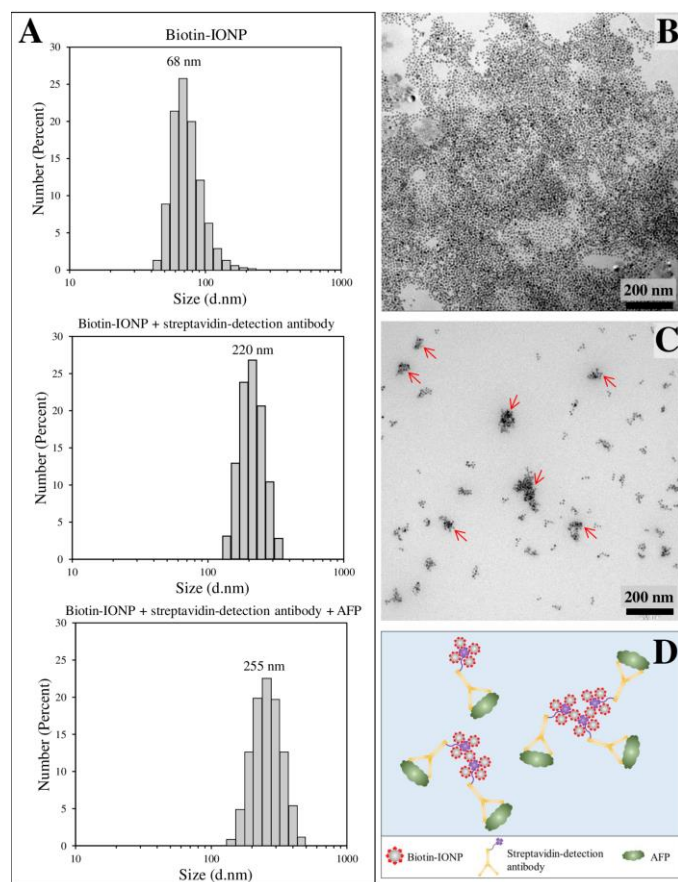 A
Biotin-IONP
68 nm
30
25
20
15
10
5
0
Number (Percent)
10
100
1000
Size (d.nm)
Biotin-IONP + streptavidin-detection antibody
220 nm
30
25
20
15
10
5
0
Number (Percent)
10
100
1000
Size (d.nm)
Biotin-IONP + streptavidin-detection antibody + AFP
255 nm
30
25
20
15
10
5
0
Number (Percent)
10
100
1000
Size (d.nm)
B
200 nm
C
200 nm
D
Biotin-IONP
Streptavidin-detection
antibody
AFP